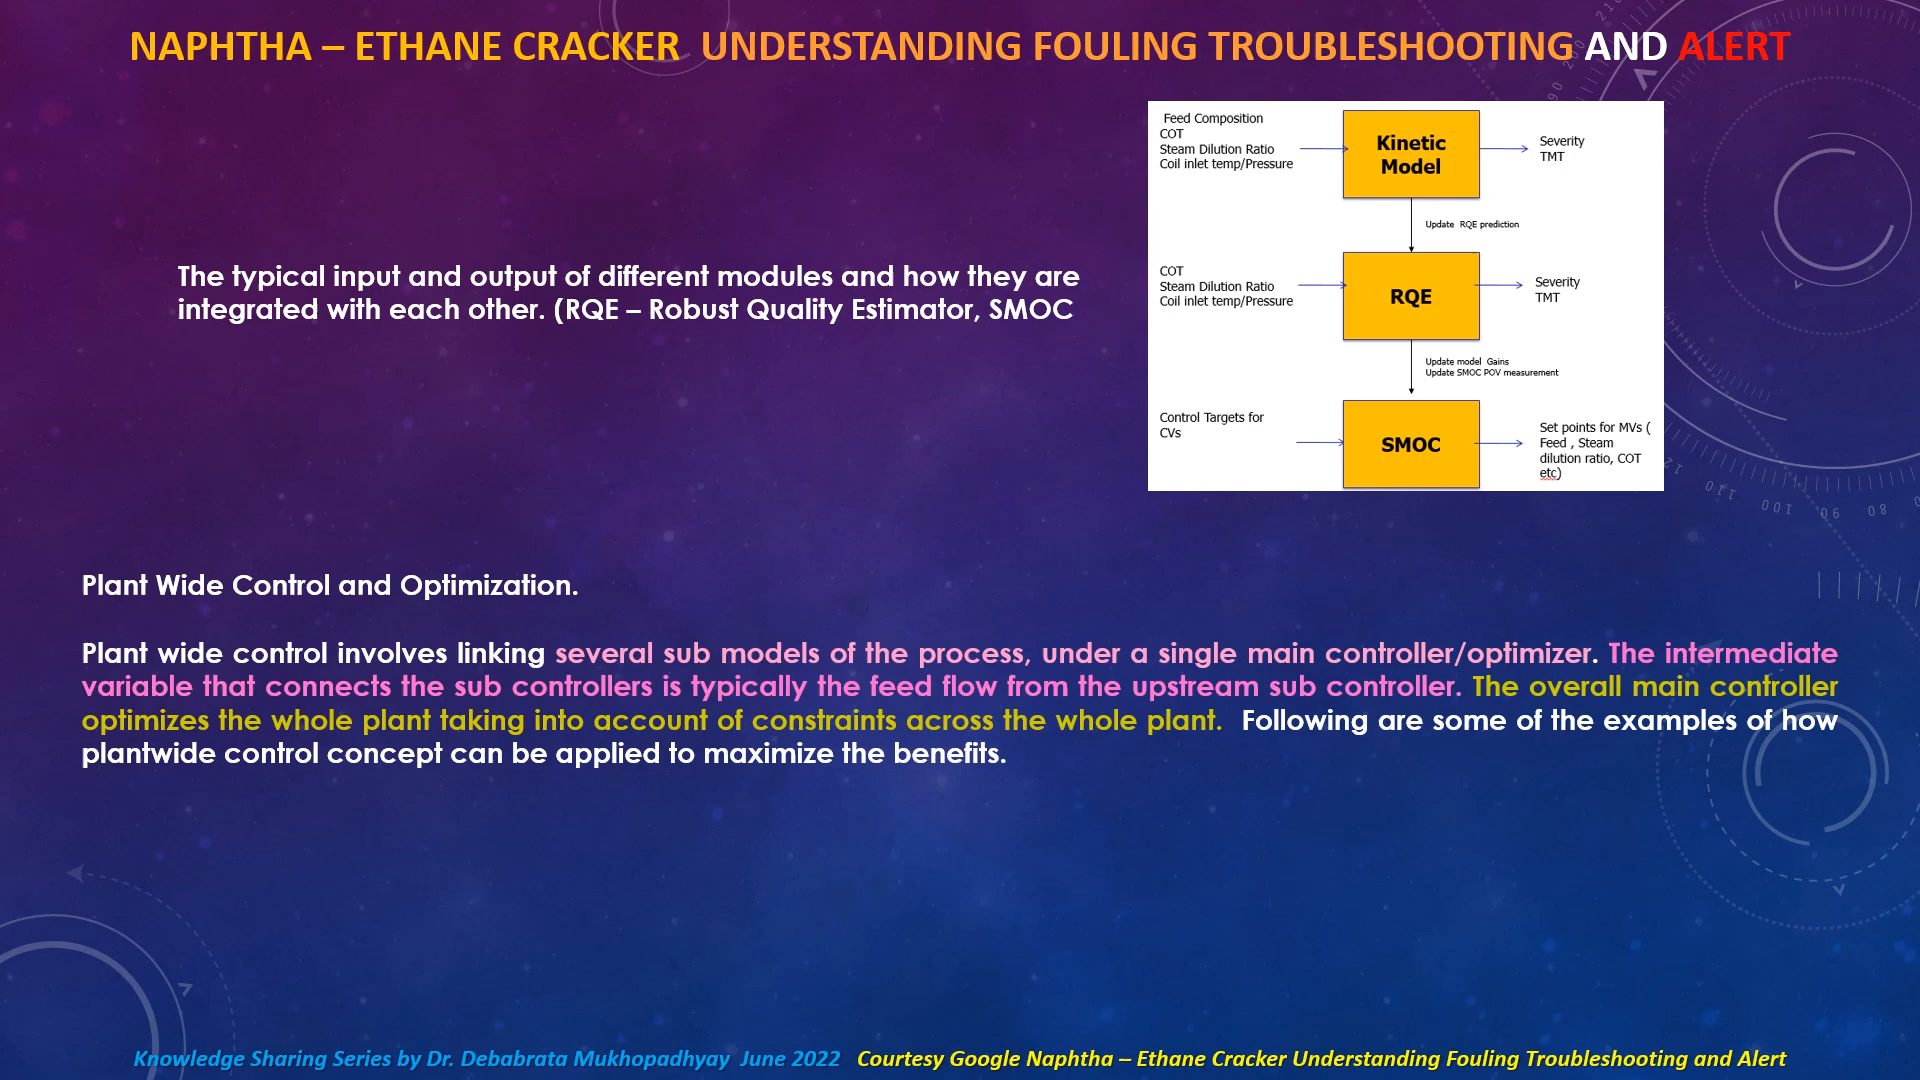 NAPHTHA – ETHANE CRACKER UNDERSTANDING FOULING TROUBLESHOOTING AND ALERT
The typical input and output of different modules and how they are
integrated with each other. (RQE – Robust Quality Estimator, SMOC
Feed Composition
COT
Steam Dilution Ratio
Coil inlet temp/Pressure
Kinetic
Model
Severity
TMT
Update RQE prediction
COT
Steam Dilution Ratio
Coil inlet temp/Pressure
RQE
Severity
TMT
Update model Gains
Update SMOC POV measurement
Control Targets for
CVs
SMOC
Set points for MVs (
Feed , Steam
dilution ratio, COT
etc)
Plant Wide Control and Optimization.
Plant wide control involves linking several sub models of the process, under a single main controller/optimizer. The intermediate
variable that connects the sub controllers is typically the feed flow from the upstream sub controller. The overall main controller
optimizes the whole plant taking into account of constraints across the whole plant. Following are some of the examples of how
plantwide control concept can be applied to maximize the benefits.
Knowledge Sharing Series by Dr. Debabrata Mukhopadhyay June 2022 Courtesy Google Naphtha – Ethane Cracker Understanding Fouling Troubleshooting and Alert
210
200
110
100
90
80